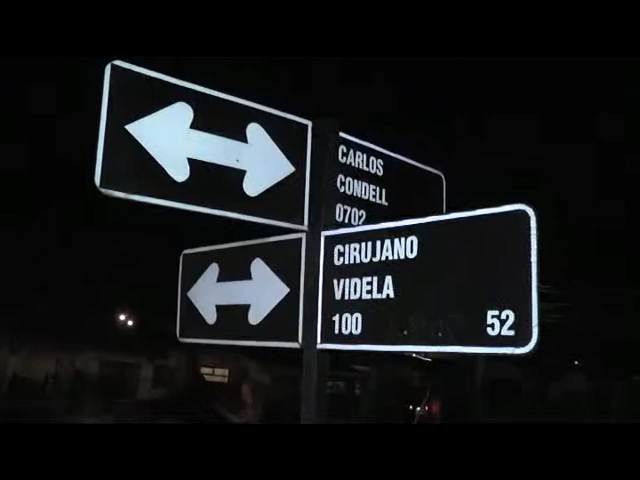 CARLOS
CONDELL
0702
CIRUJANO
VIDELA
100 52